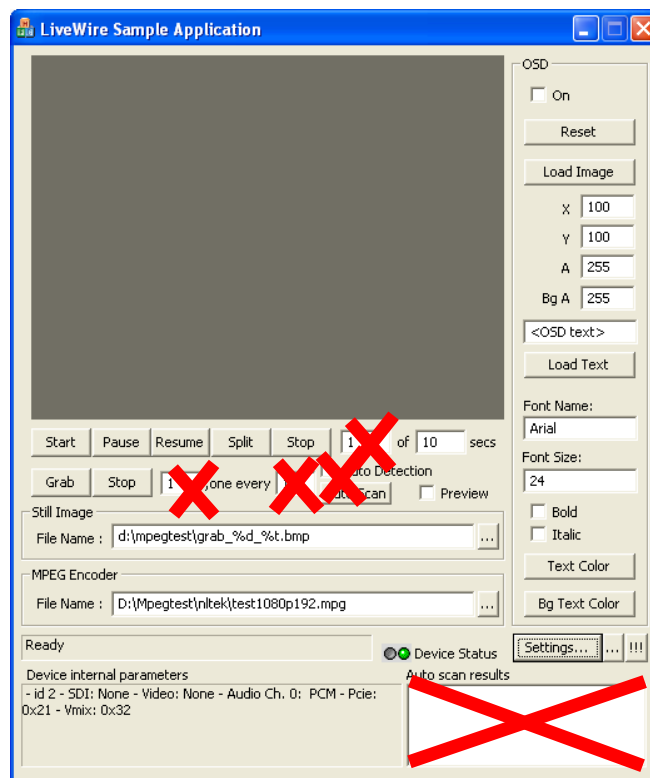 LiveWire Sample Application
OSD
On
Reset
Load Image
X 100
Y 100
A 255
Bg A 255
<OSD text>
Load Text
Font Name:
Arial
Font Size:
24
Bold
Italic
Text Color
Bg Text Color
Start Pause Resume Split Stop 1 of 10 secs
Detection
Grab Stop 1 ,one every
Preview
Still Image
File Name : d:\mpegtest\grab_%d_%t.bmp ...
MPEG Encoder
File Name : D:\Mpegtest\nltek\test1080p192.mpg ...
Ready
Device Status
Settings... ... !!!
Device internal parameters
- id 2 - SDI: None - Video: None - Audio Ch. 0: PCM - Pcie:
0x21 - Vmix: 0x32
Auto scan results